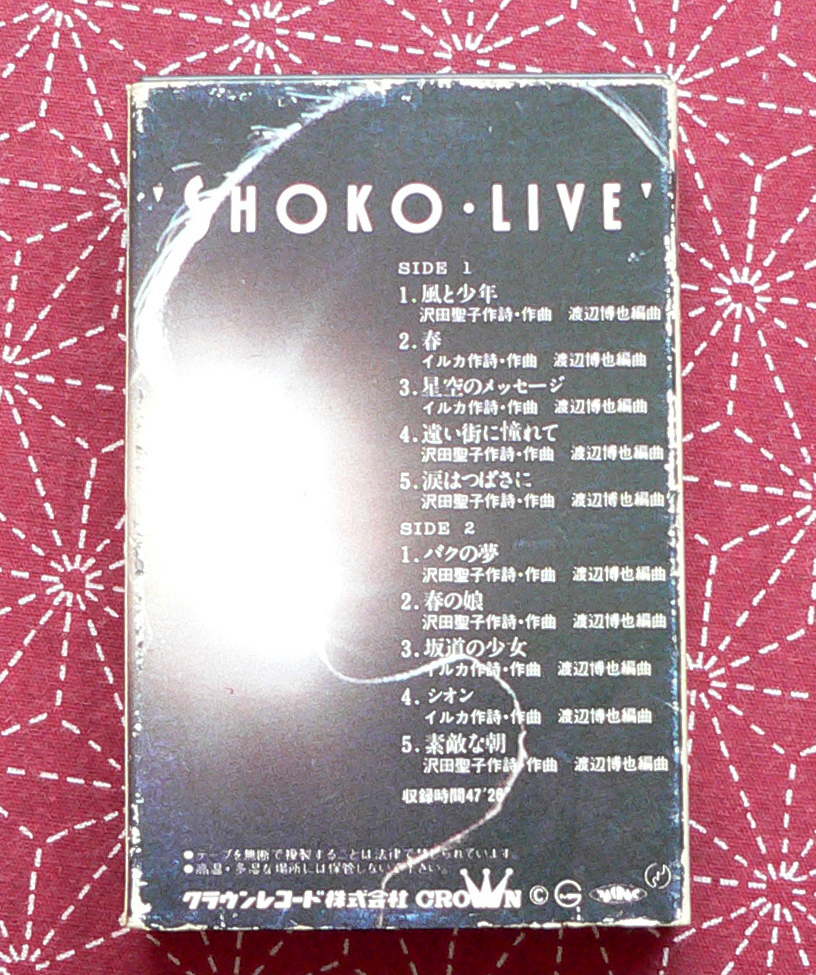 'SHOKO・LIVE'
SIDE 1
1.風と少年
沢田聖子作詩・作曲 渡辺博也編曲
2.春
イルカ作詩・作曲 渡辺博也編曲
3.星空のメッセージ
イルカ作詩・作曲 渡辺博也編曲
4.遠い街に憧れて
沢田聖子作詩・作曲 渡辺博也編曲
5.涙はつばさに
沢田聖子作詩・作曲 渡辺博也編曲
SIDE 2
1.バクの夢
沢田聖子作詩・作曲 渡辺博也編曲
2.春の娘
沢田聖子作詩・作曲 渡辺博也編曲
3.坂道の少女
イルカ作詩・作曲 渡辺博也編曲
4.シオン
イルカ作詩・作曲 渡辺博也編曲
5.素敵な朝
沢田聖子作詩・作曲 渡辺博也編曲
収録時間47'26"
●テープを無断で複製することは法律で禁じられています。
●高温・多湿な場所には保管しないで下さい。
クラウンレコード株式会社 CROWN © G